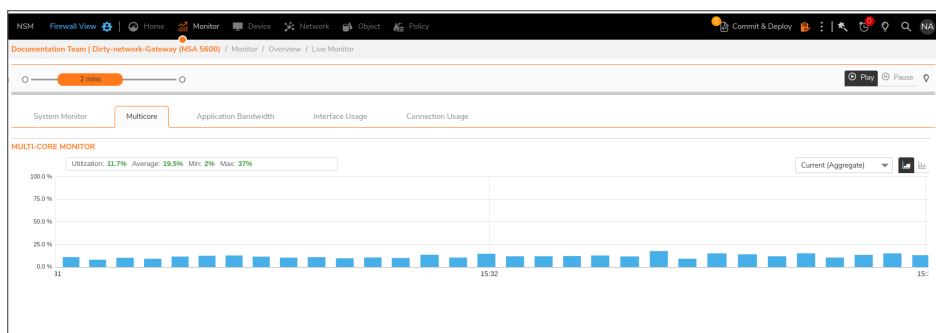 NSM Firewall View Home Monitor Device Network Object Policy 8 Commit & Deploy 0 NA
Documentation Team | Dirty-network-Gateway (NSA 5600) / Monitor / Overview / Live Monitor
2 mins Play Pause
System Monitor Multicore Application Bandwidth Interface Usage Connection Usage
MULTI-CORE MONITOR
Utilization: 11.7% Average: 19.5% Min: 2% Max: 37% Current (Aggregate)
100.0 %
75.0 %
50.0 %
25.0 %
0.0 %
31 15:32 15: